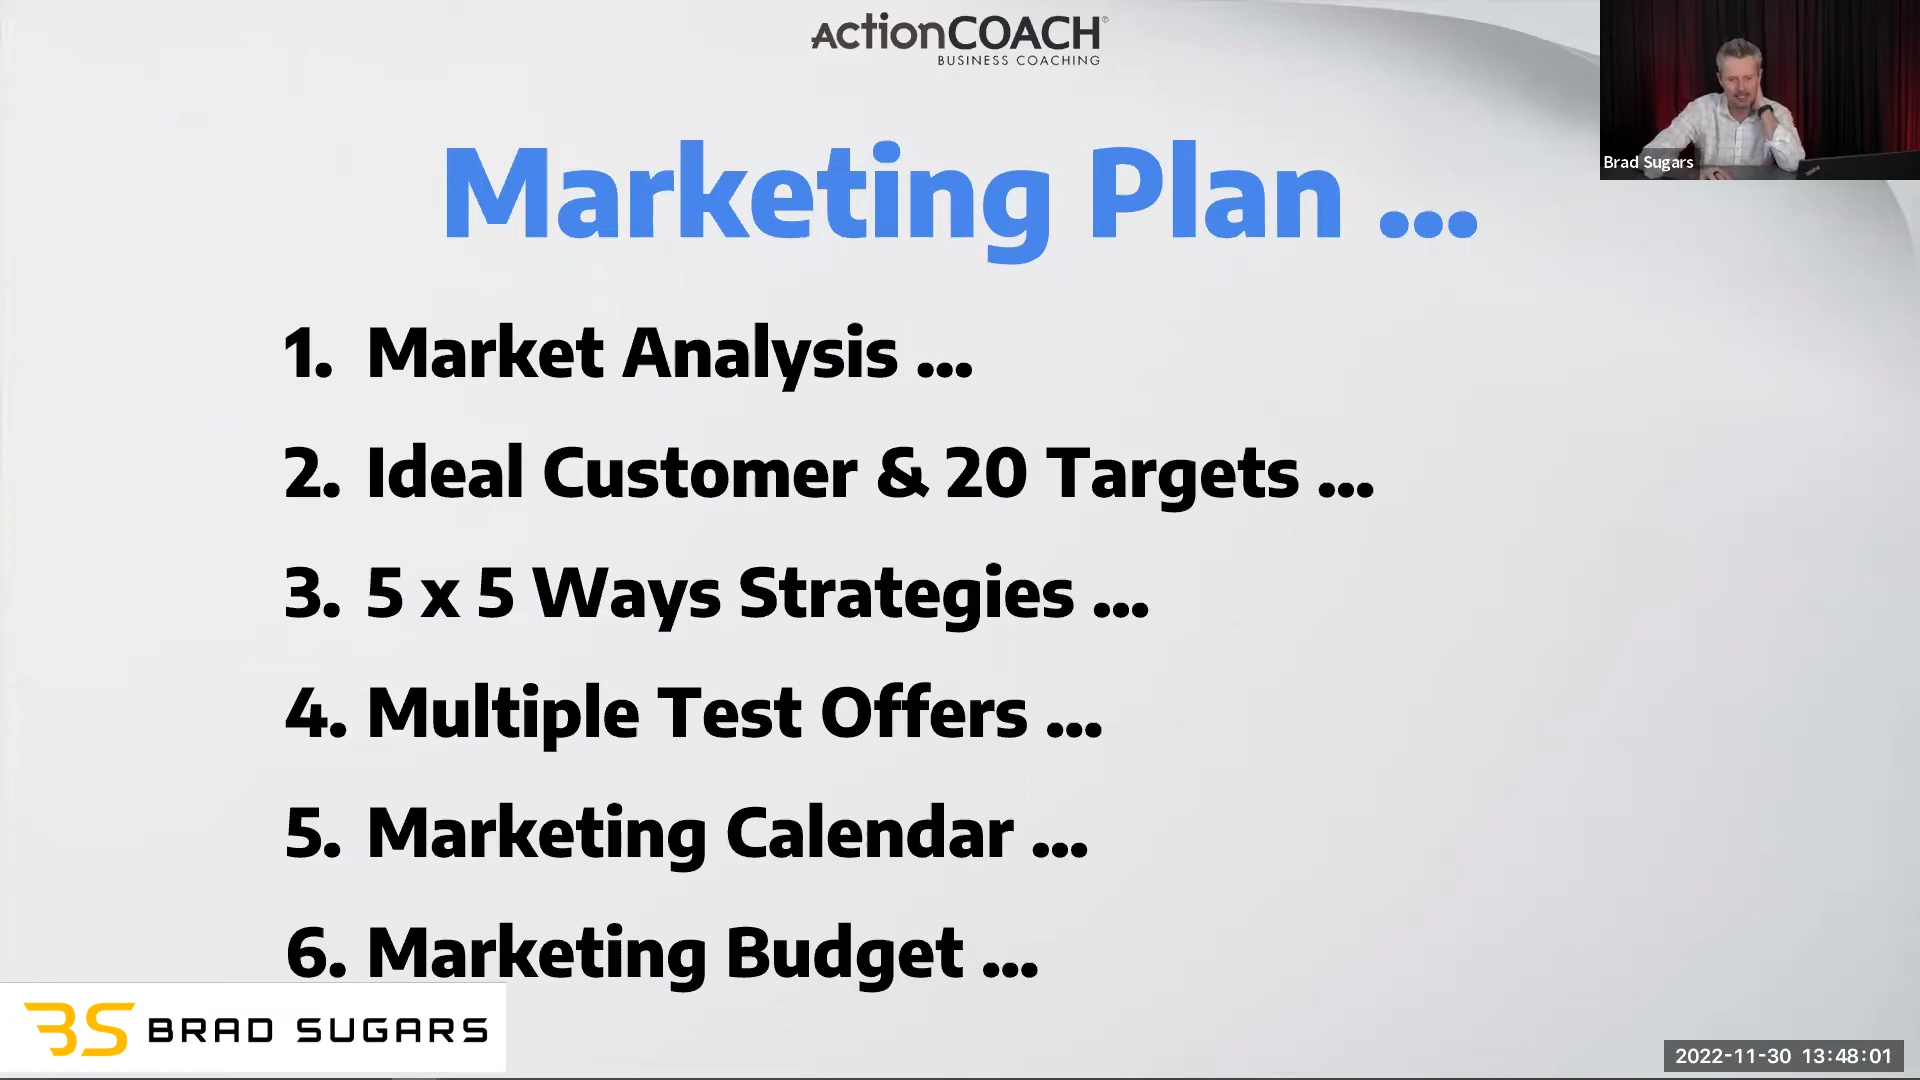 actionCOACH®
BUSINESS COACHING
Brad Sugars
Marketing Plan ...
1. Market Analysis ...
2. Ideal Customer & 20 Targets ...
3. 5 x 5 Ways Strategies ...
4. Multiple Test Offers ...
5. Marketing Calendar ...
6. Marketing Budget ...
BS BRAD SUGARS
2022-11-30 13:48:01